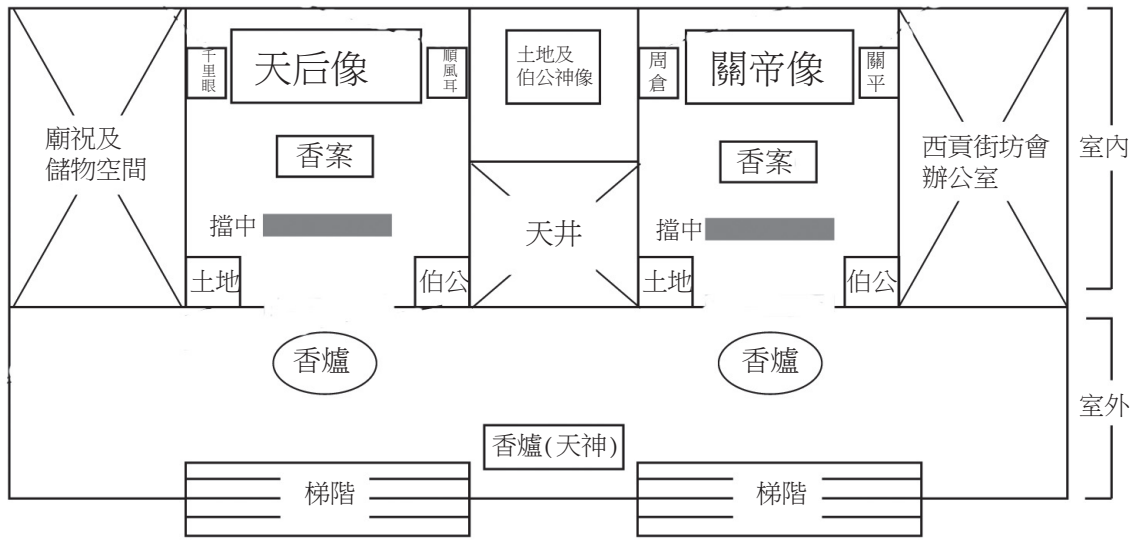 千里眼
天后像
順風耳
土地及
伯公神像
周倉
關帝像
關平
廟祝及
儲物空間
香案
香案
西貢街坊會
辦公室
室內
擋中
天井
擋中
土地
伯公
土地
伯公
香爐
香爐
室外
香爐(天神)
梯階
梯階